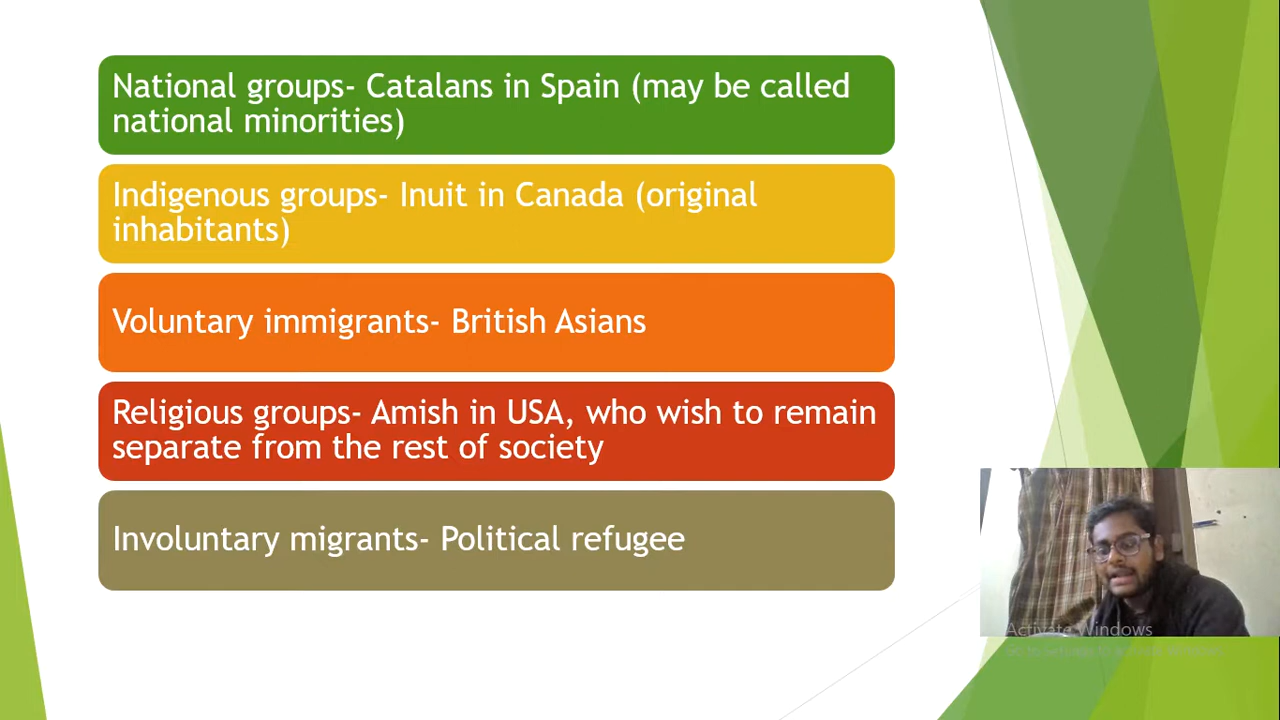 National groups- Catalans in Spain (may be called
national minorities)
Indigenous groups- Inuit in Canada (original
inhabitants)
Voluntary immigrants- British Asians
Religious groups- Amish in USA, who wish to remain
separate from the rest of society
Involuntary migrants- Political refugee
Activate Windows